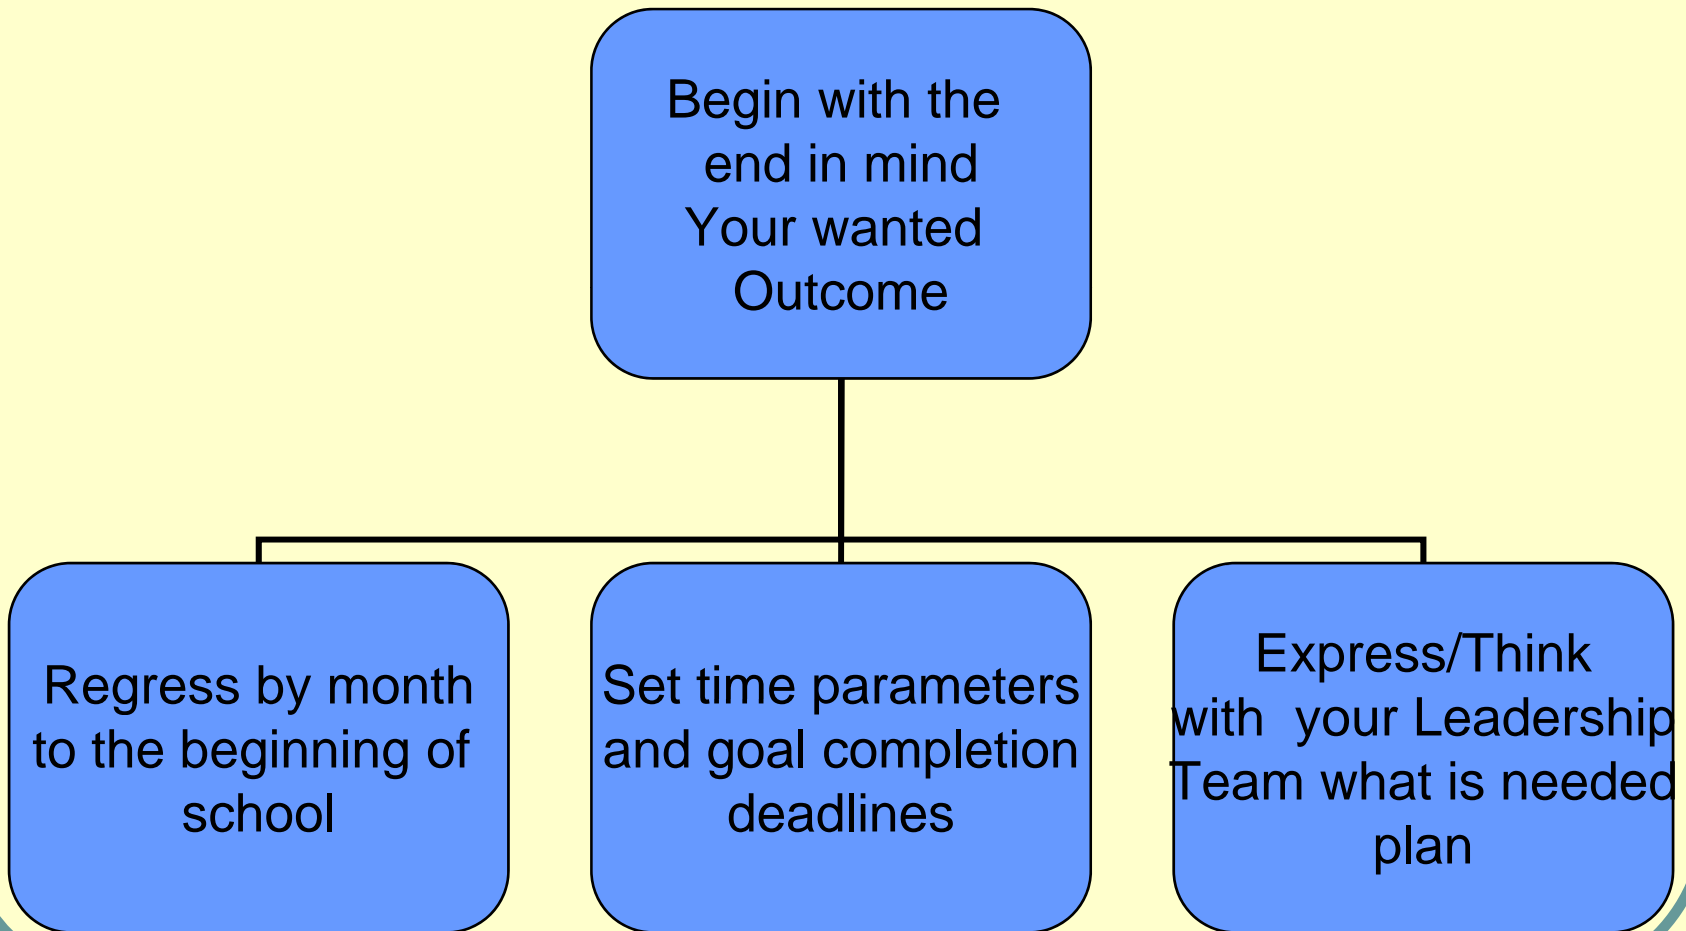 Begin with the
end in mind
Your wanted
Outcome
Regress by month
to the beginning of
school
Set time parameters
and goal completion
deadlines
Express/Think
with  your Leadership
Team what is needed
plan